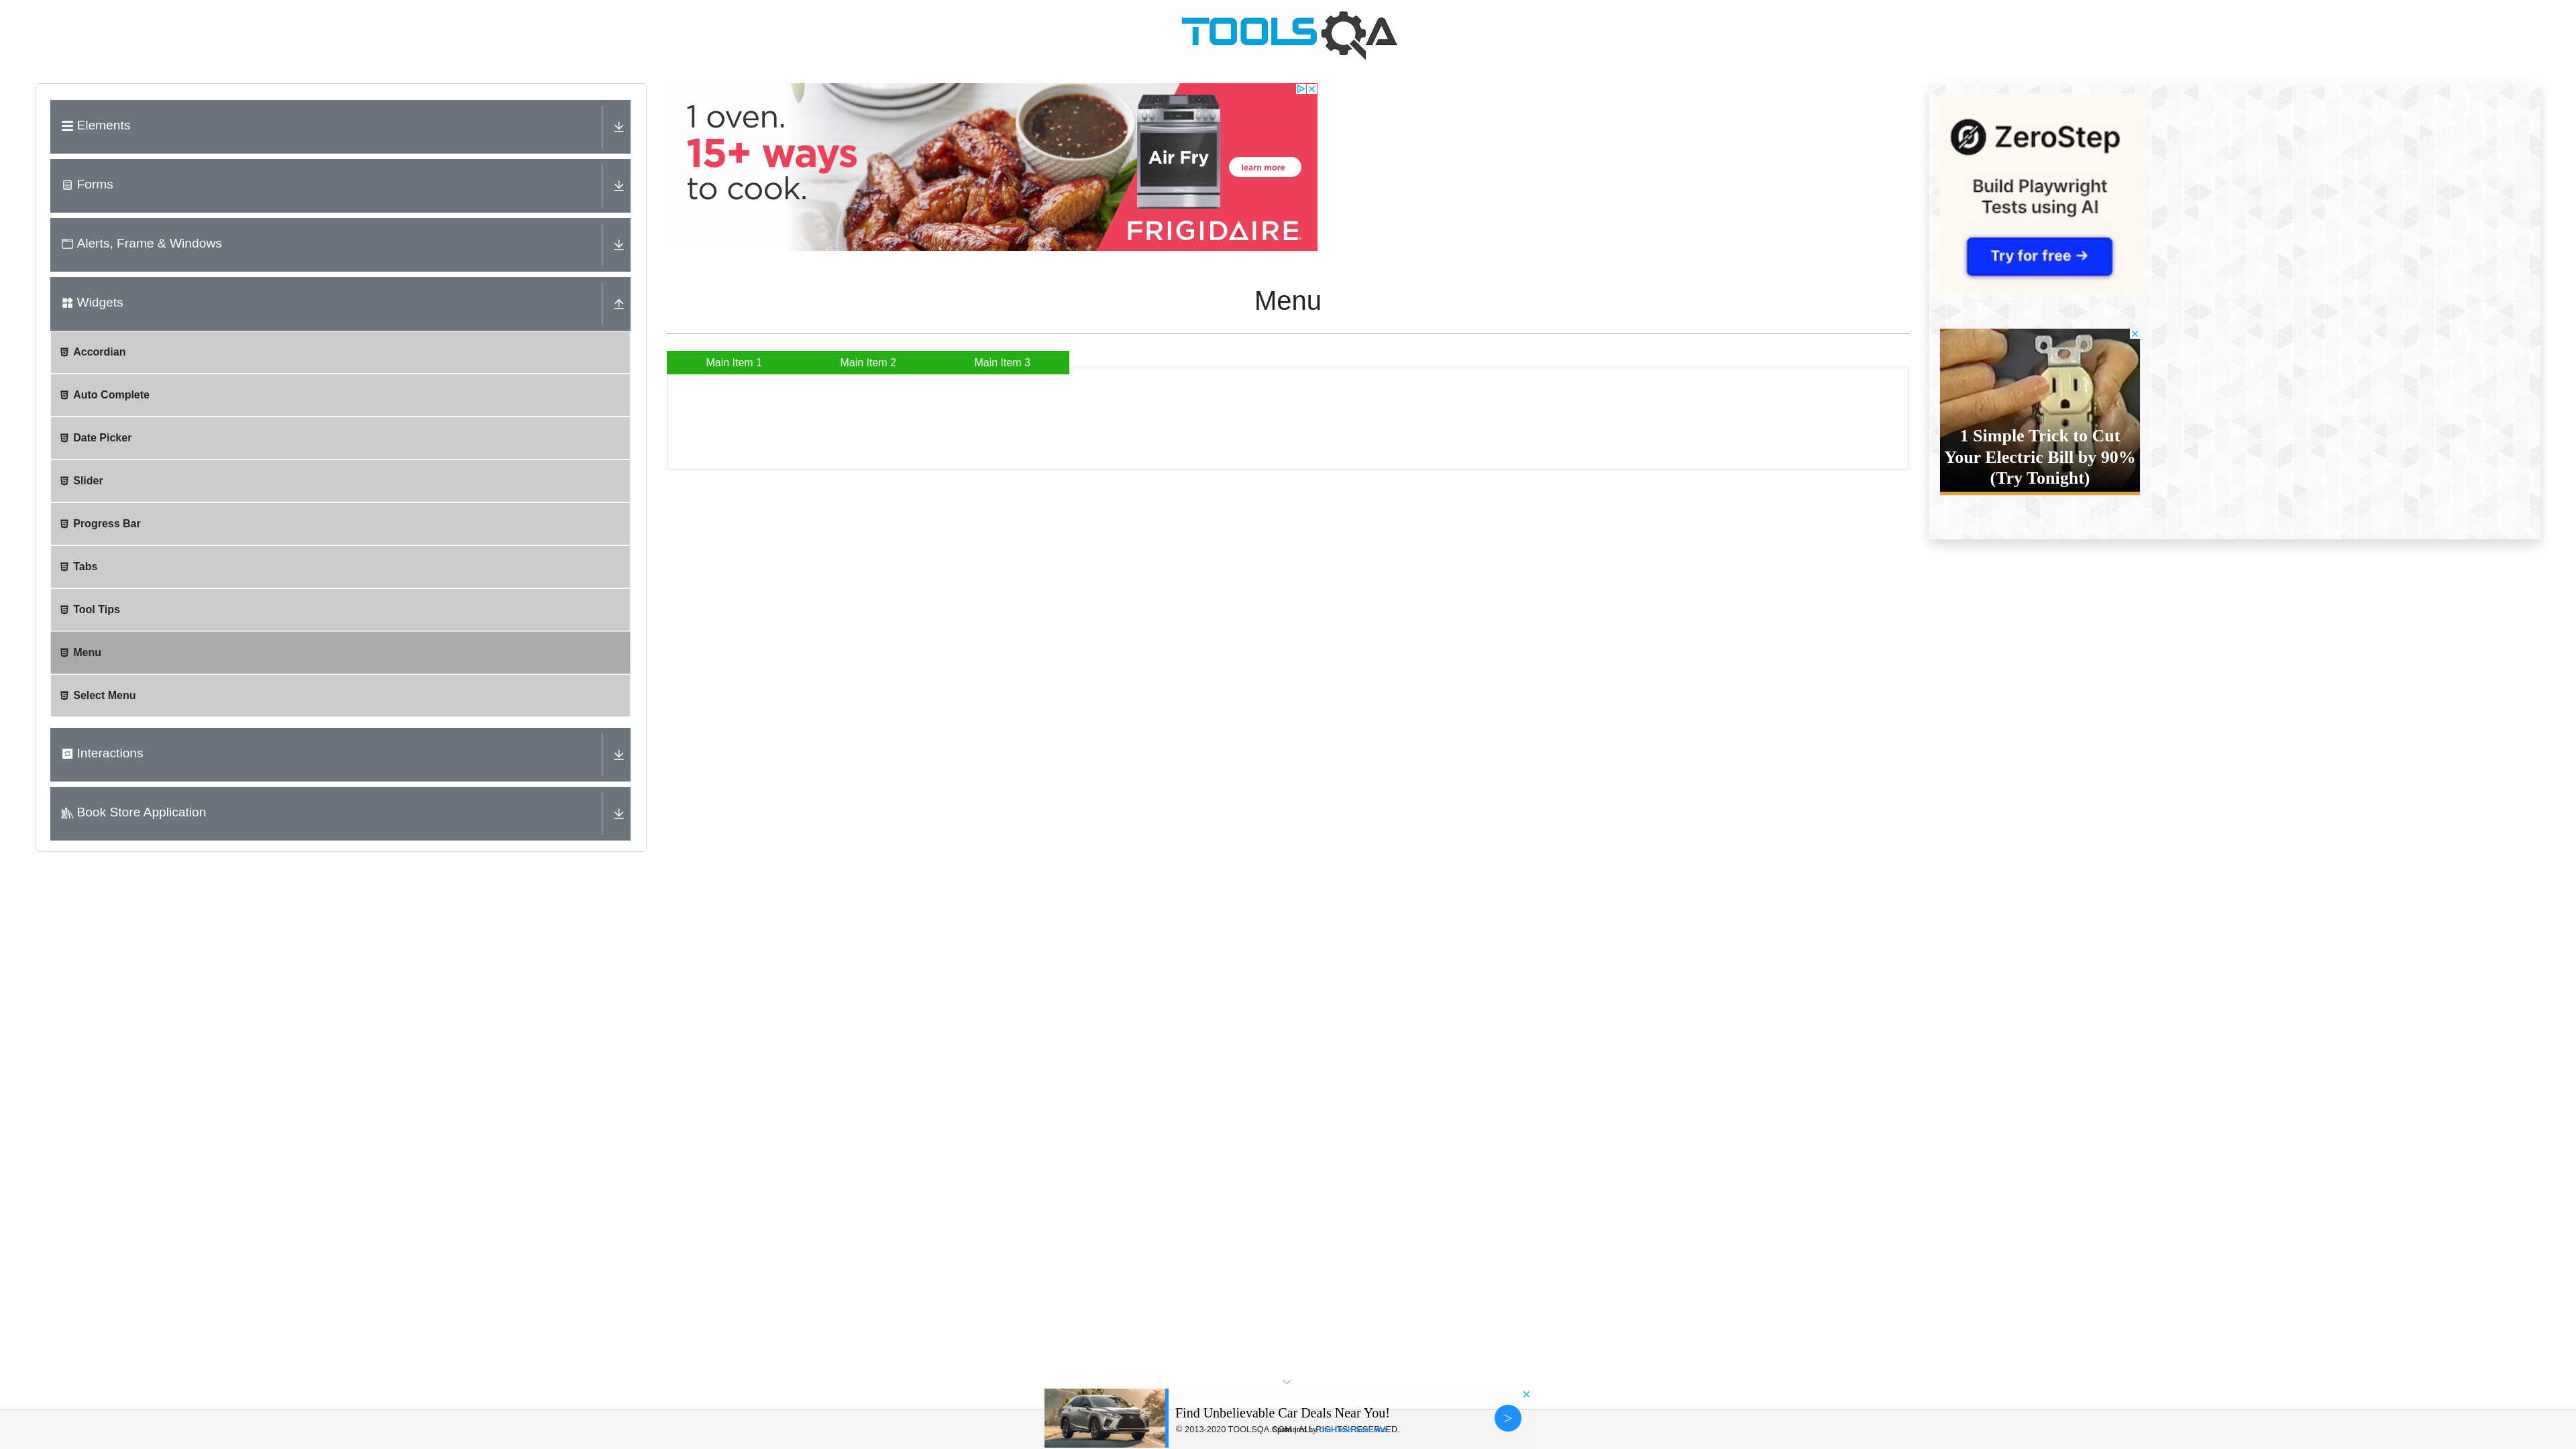 TOOLSQA
Elements
Forms
Alerts, Frame & Windows
Widgets
Accordian
Auto Complete
Date Picker
Slider
Progress Bar
Tabs
Tool Tips
Menu
Select Menu
Interactions
Book Store Application
1 oven.
15+ ways
to cook.
Air Fry
learn more
FRIGIDAIRE
Menu
Main Item 1
Main Item 2
Main Item 3
ZeroStep
Build Playwright
Tests using AI
Try for free →
1 Simple Trick to Cut
Your Electric Bill by 90%
(Try Tonight)
Find Unbelievable Car Deals Near You!
© 2013-2020 TOOLSQA.COM | ALL RIGHTS RESERVED.